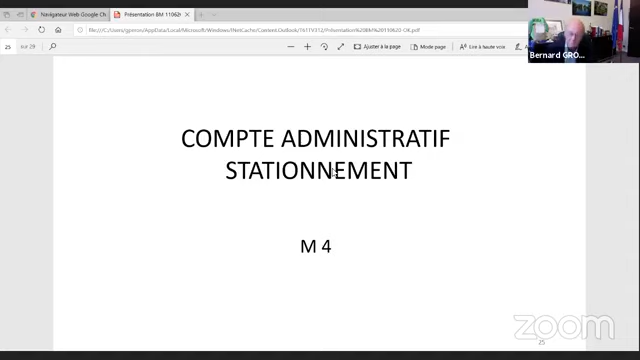 Navigateur Web Google Ch
Présentation BM 11062
25 sur 29
Ajuster à la page
Mode page
Lire à haute voix
Bernard GRO...
COMPTE ADMINISTRATIF
STATIONNEMENT
M 4
zoom
25